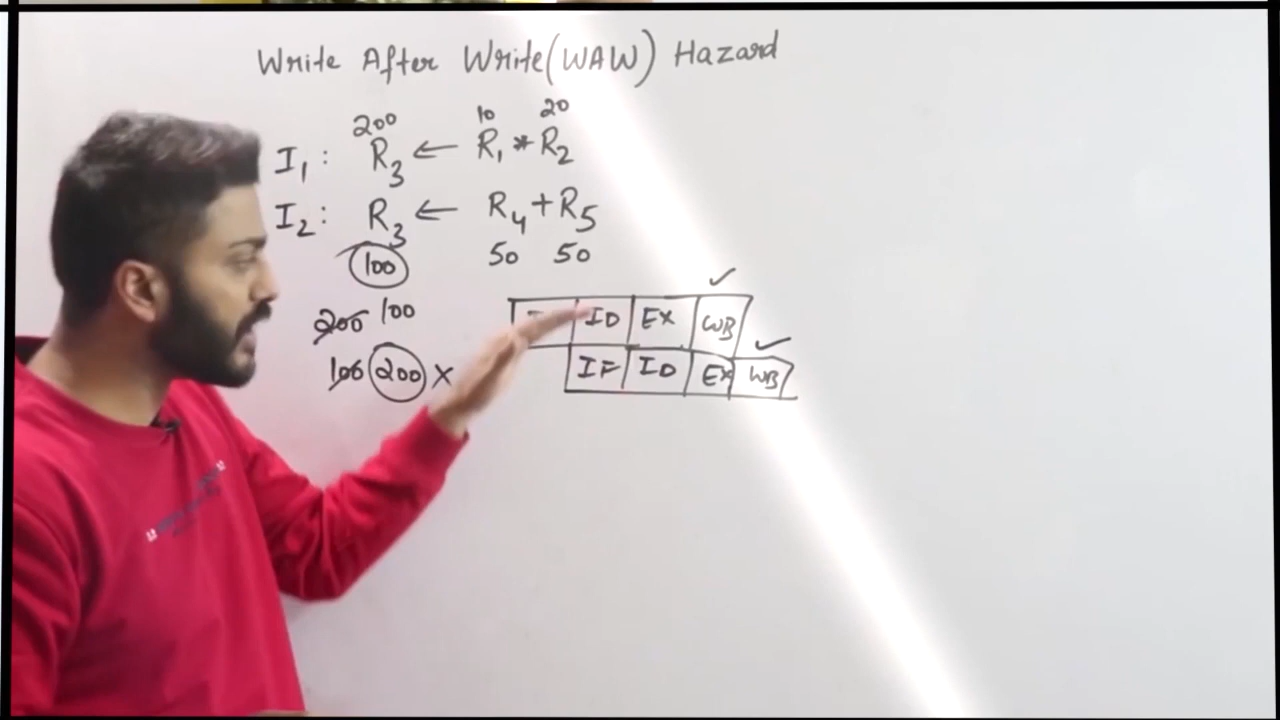 Write After Write(WAW) Hazard
200 10 20
I₁: R₃ ← R₁ * R₂
I₂: R₃ ← R₄ + R₅
100 50 50
200 100
100 200 ×
✓
ID EX WB
✓
IF ID EX WB